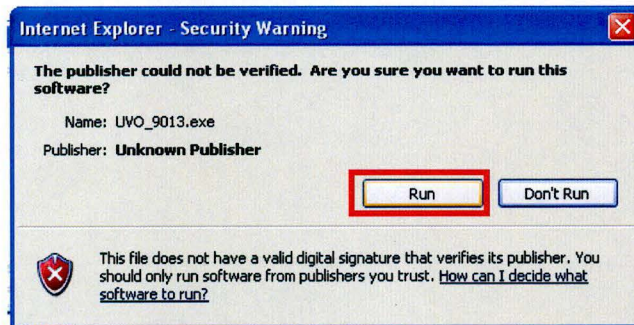 Internet Explorer - Security Warning
The publisher could not be verified. Are you sure you want to run this
software?
Name: UVO_9013.exe
Publisher: Unknown Publisher
Run
Don't Run
This file does not have a valid digital signature that verifies its publisher. You
should only run software from publishers you trust. How can I decide what
software to run?